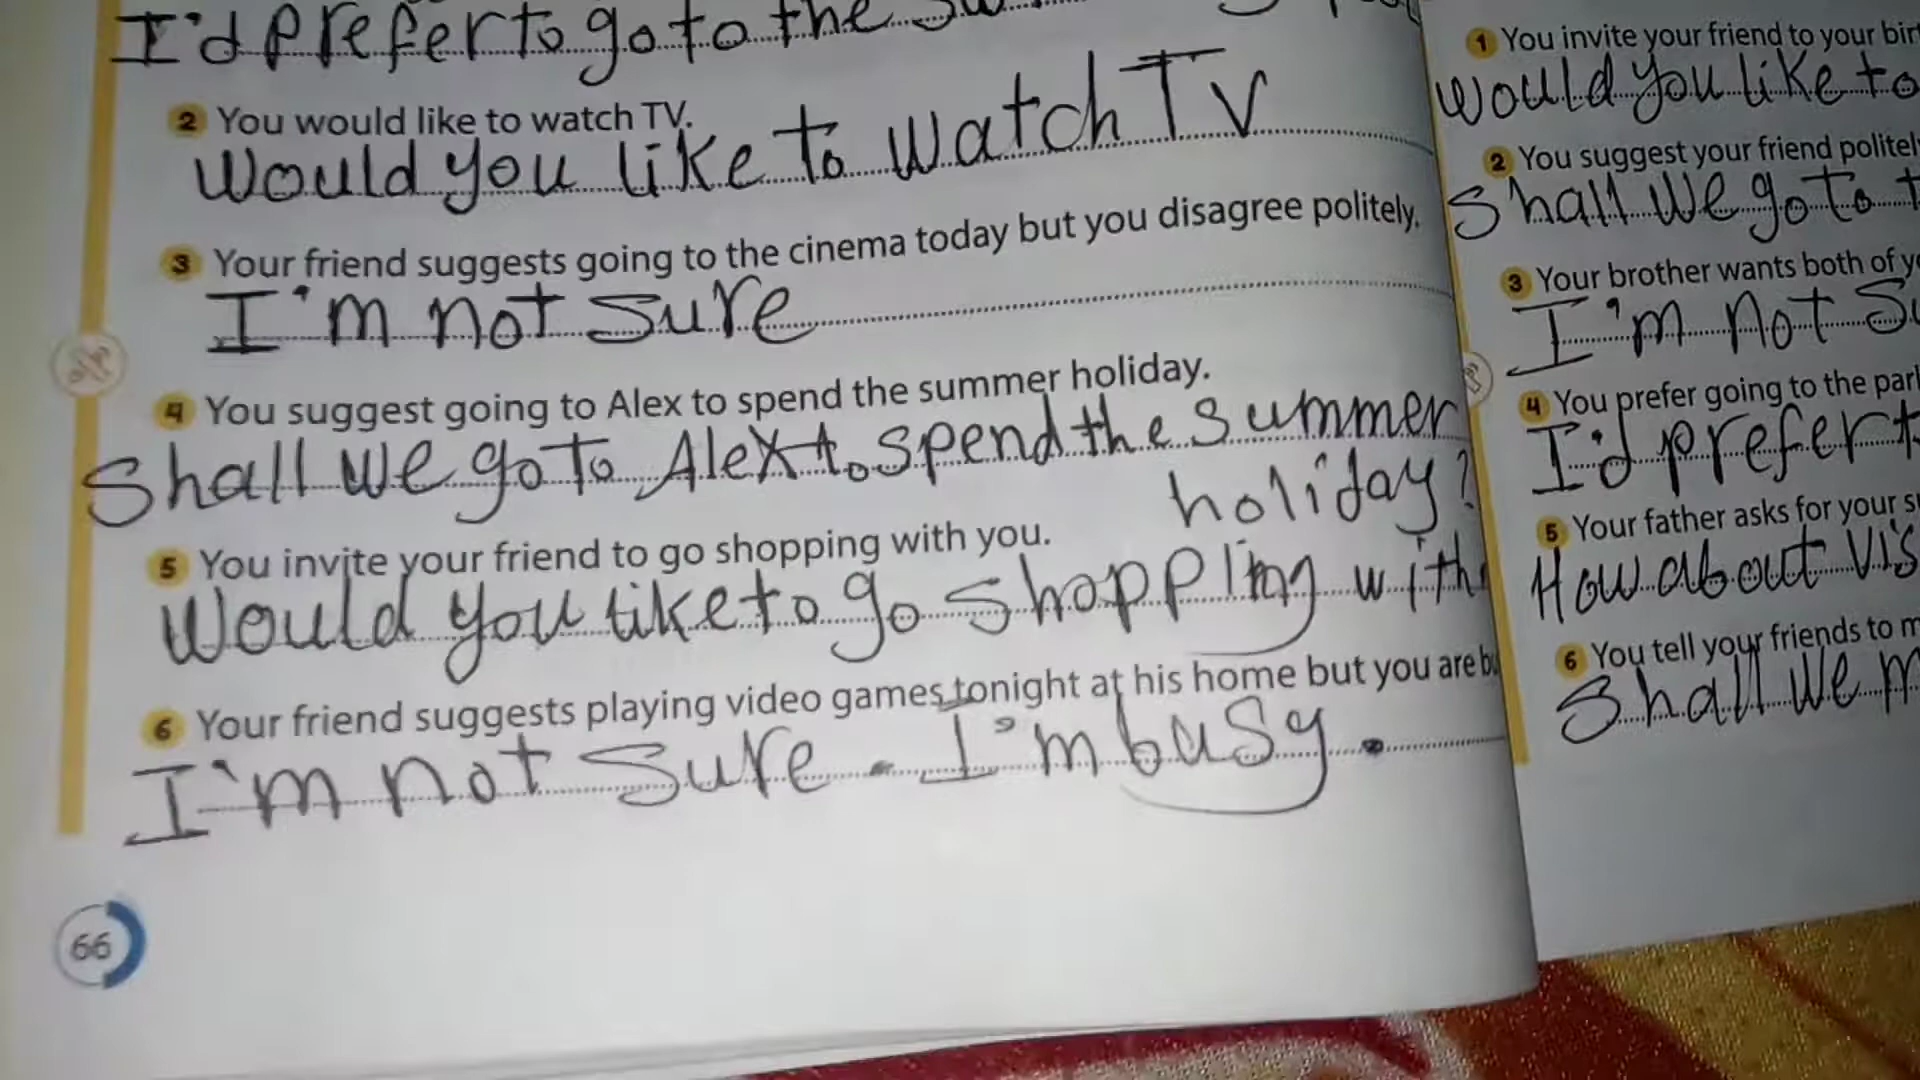 I'd prefer to go to the
2 You would like to watch TV.
Would you like to watch TV
3 Your friend suggests going to the cinema today but you disagree politely.
I'm not sure
4 You suggest going to Alex to spend the summer holiday.
Shall we go to Alex to spend the summer
holiday?
5 You invite your friend to go shopping with you.
Would you like to go shopping with
6 Your friend suggests playing video games tonight at his home but you are
I'm not sure. I'm busy.
66
1 You invite your friend to your
Would you like to
2 You suggest your friend
Shall we go to
3 Your brother wants both of
I'm not
4 You prefer going to the
I'd prefer
5 Your father asks for your
How about
6 You tell your friends to
Shall we